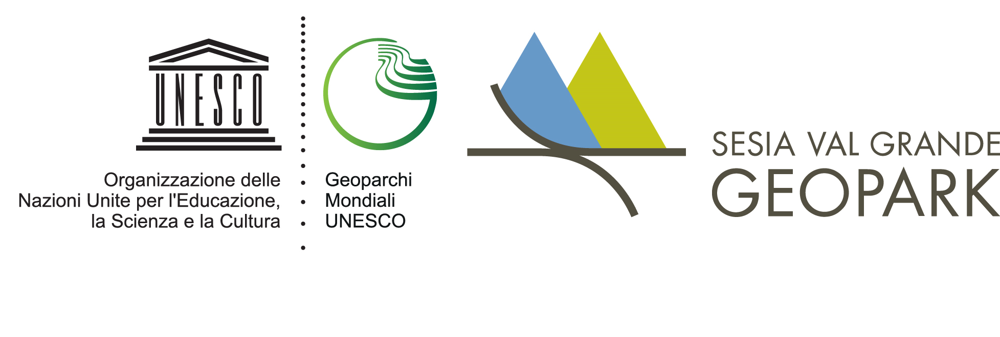 UNESCO
Organizzazione delle
Nazioni Unite per l'Educazione,
la Scienza e la Cultura
Geoparchi
Mondiali
UNESCO
SESIA VAL GRANDE
GEOPARK